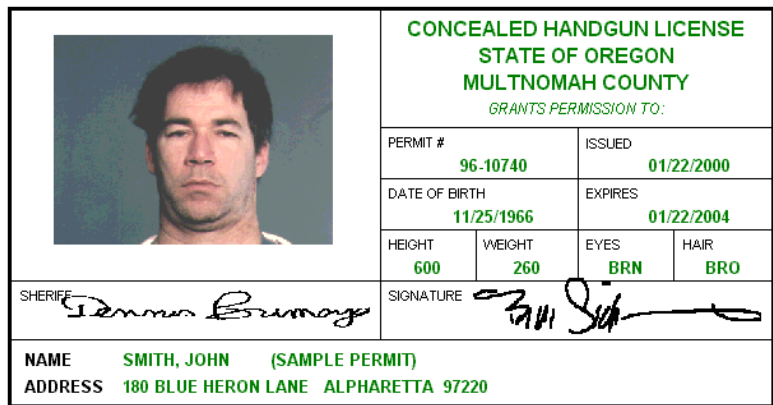 CONCEALED HANDGUN LICENSE
STATE OF OREGON
MULTNOMAH COUNTY
GRANTS PERMISSION TO:
PERMIT # ISSUED
96-10740 01/22/2000
DATE OF BIRTH EXPIRES
11/25/1966 01/22/2004
HEIGHT WEIGHT EYES HAIR
600 260 BRN BRO
SHERIFF SIGNATURE
Dennis
NAME SMITH, JOHN (SAMPLE PERMIT)
ADDRESS 180 BLUE HERON LANE ALPHARETTA 97220